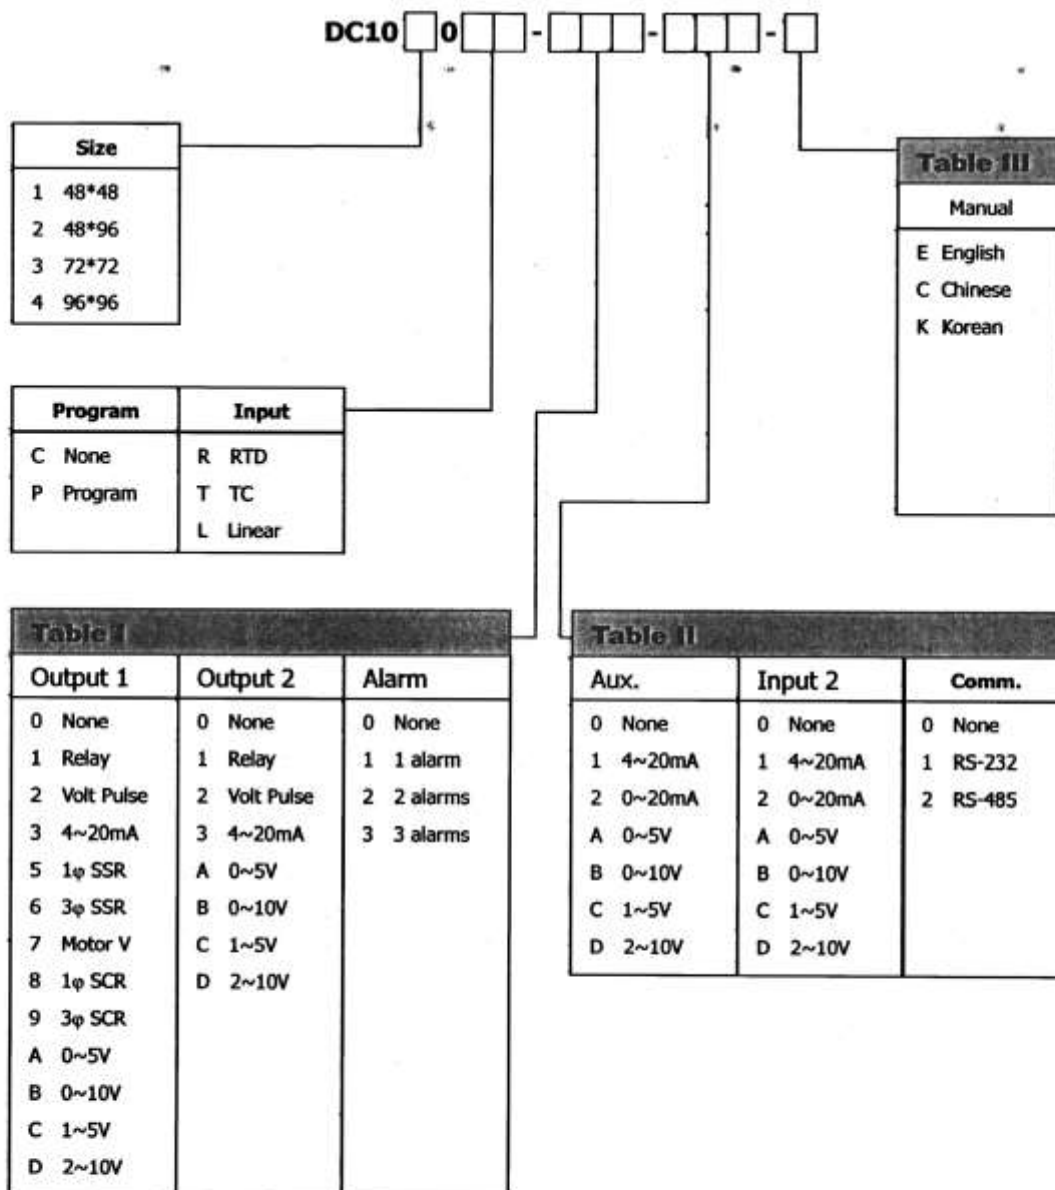 DC10 0 - - -
Size
1 48*48
2 48*96
3 72*72
4 96*96
Table III
Manual
E English
C Chinese
K Korean
Program Input
C None R RTD
P Program T TC
L Linear
Table I
Output 1 Output 2 Alarm
0 None 0 None 0 None
1 Relay 1 Relay 1 1 alarm
2 Volt Pulse 2 Volt Pulse 2 2 alarms
3 4~20mA 3 4~20mA 3 3 alarms
5 1φ SSR A 0~5V
6 3φ SSR B 0~10V
7 Motor V C 1~5V
8 1φ SCR D 2~10V
9 3φ SCR
A 0~5V
B 0~10V
C 1~5V
D 2~10V
Table II
Aux. Input 2 Comm.
0 None 0 None 0 None
1 4~20mA 1 4~20mA 1 RS-232
2 0~20mA 2 0~20mA 2 RS-485
A 0~5V A 0~5V
B 0~10V B 0~10V
C 1~5V C 1~5V
D 2~10V D 2~10V